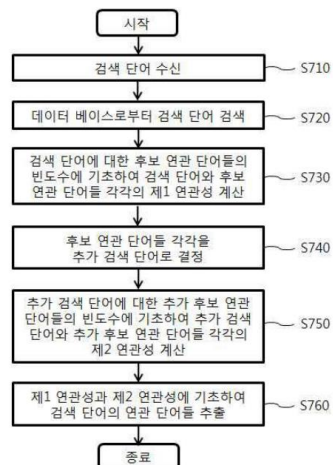 시작
검색 단어 수신
S710
데이터 베이스로부터 검색 단어 검색
S720
검색 단어에 대한 후보 연관 단어들의
빈도수에 기초하여 검색 단어와 후보
연관 단어들 각각의 제1 연관성 계산
S730
후보 연관 단어들 각각을
추가 검색 단어로 결정
S740
추가 검색 단어에 대한 추가 후보 연관
단어들의 빈도수에 기초하여 추가 검색
단어와 추가 후보 연관 단어들 각각의
제2 연관성 계산
S750
제1 연관성과 제2 연관성에 기초하여
검색 단어의 연관 단어들 추출
S760
종료